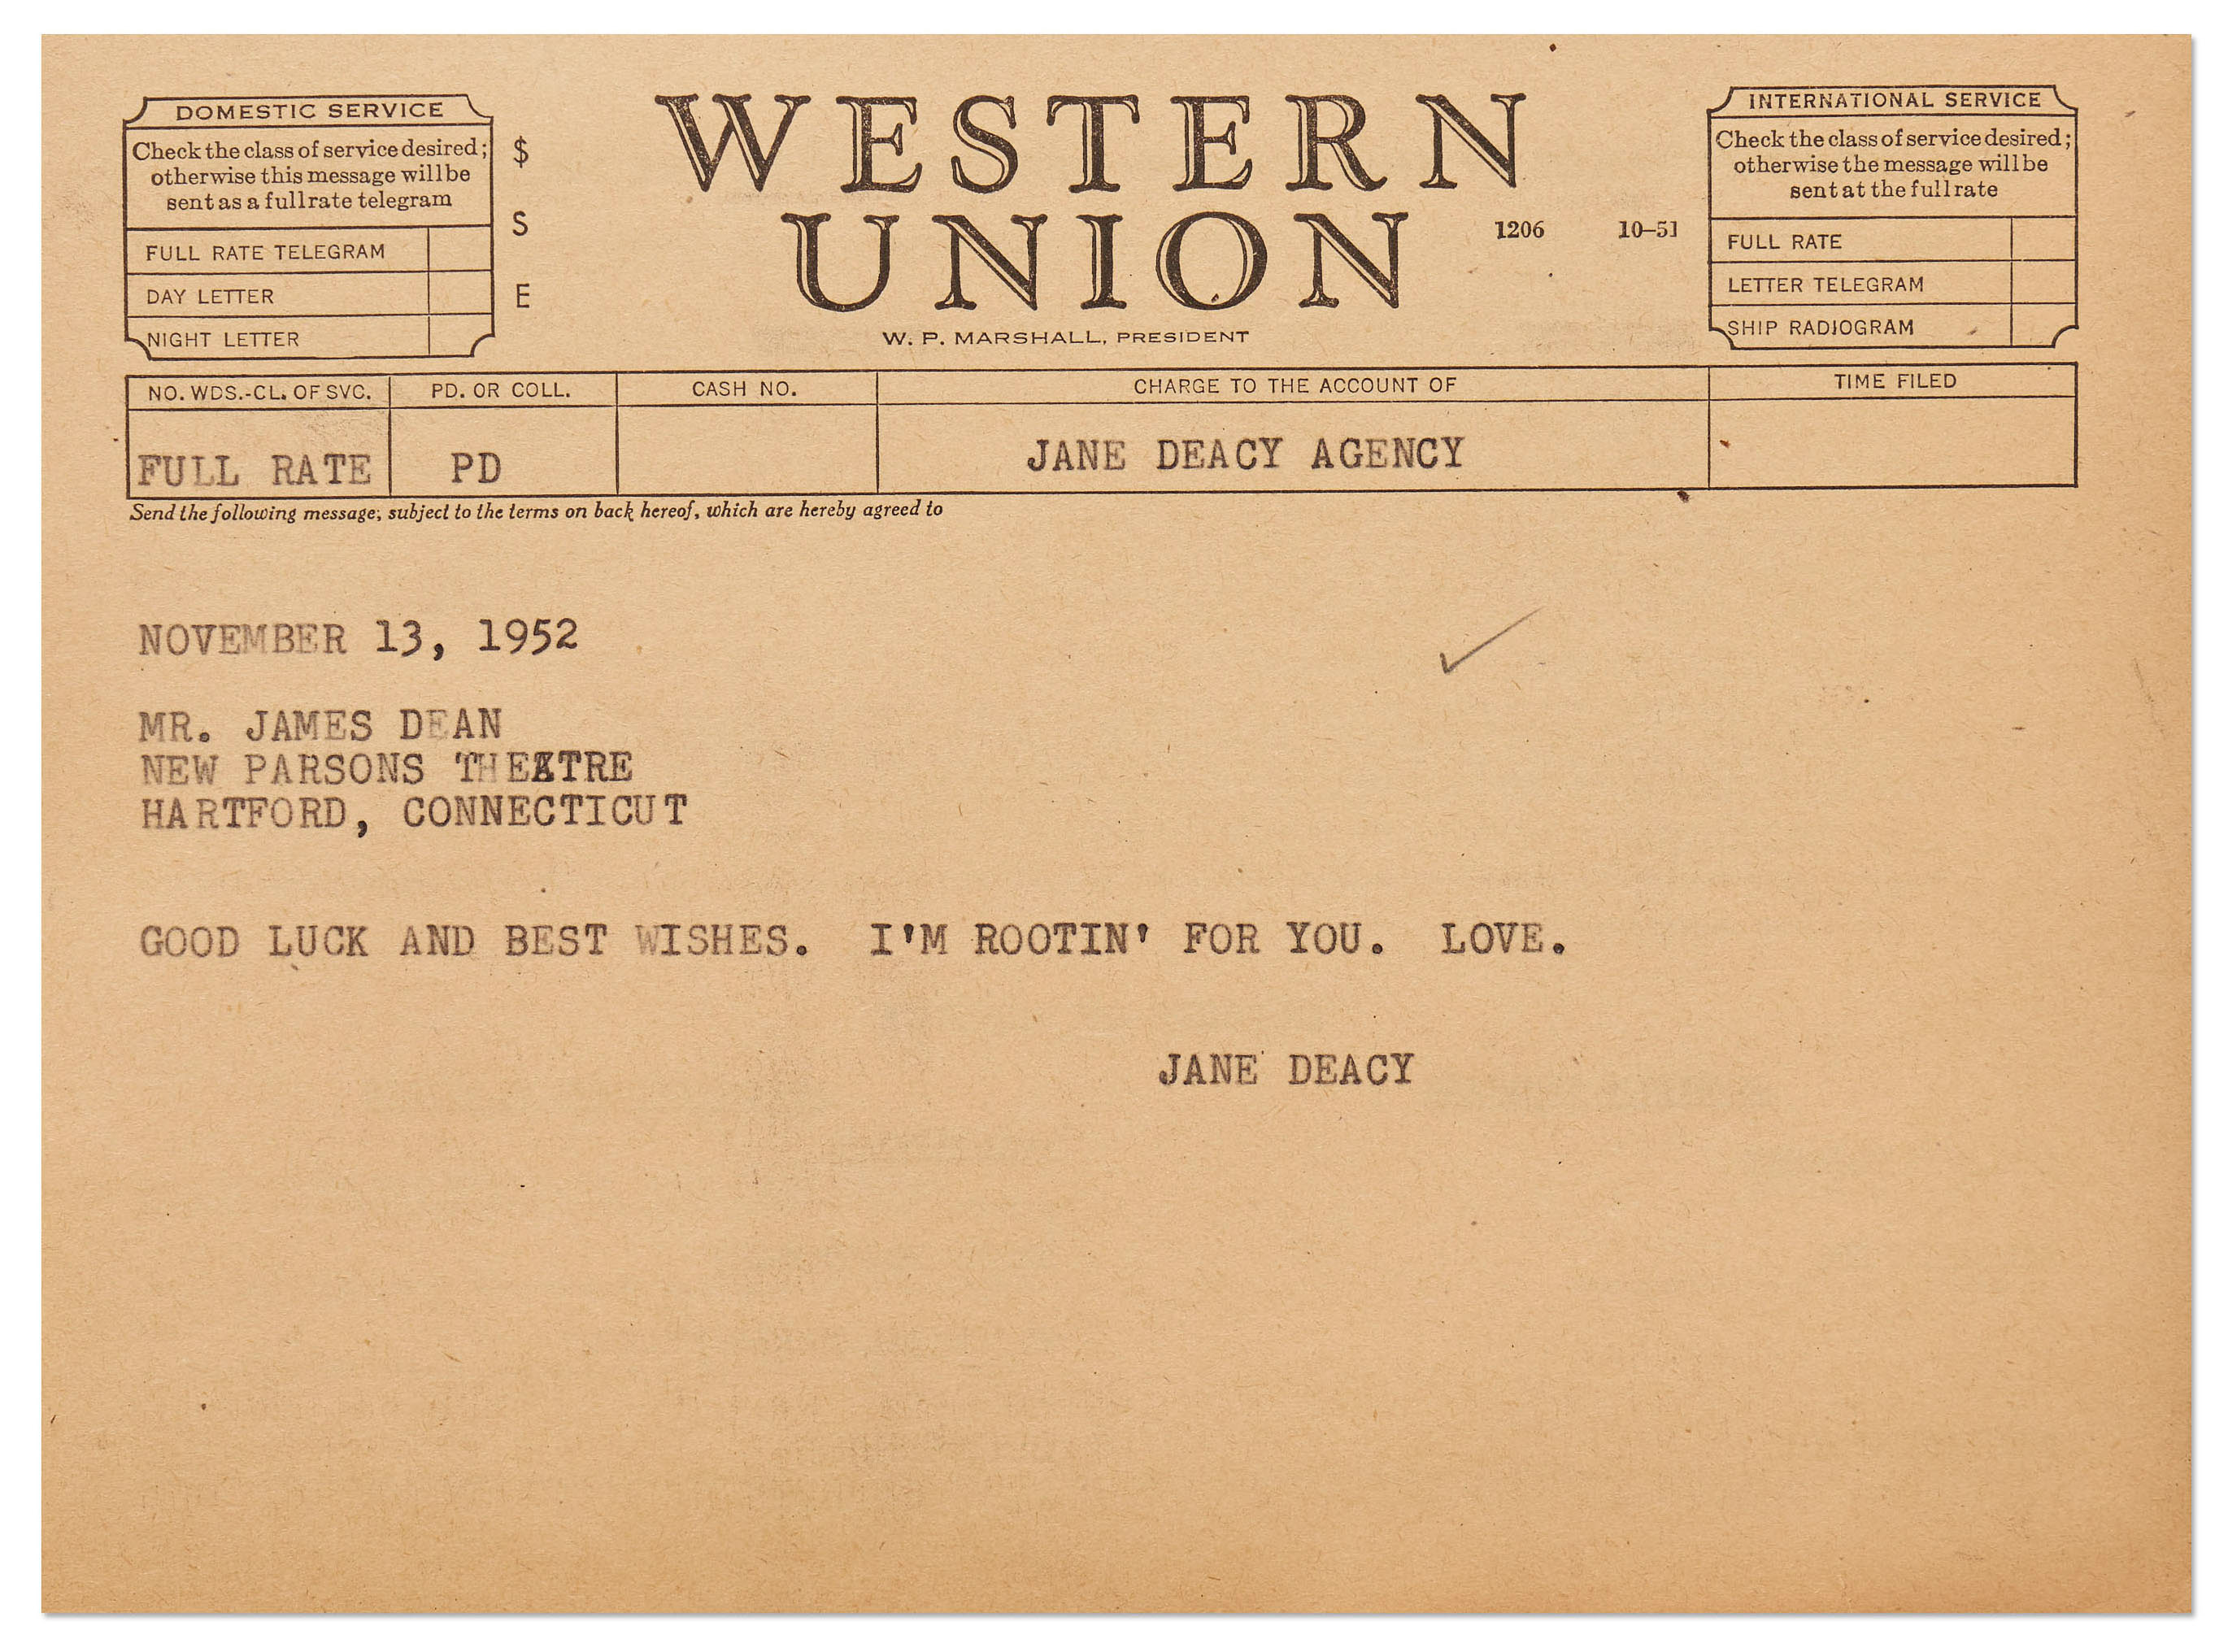 DOMESTIC SERVICE
Check the class of service desired;
otherwise this message will be
sent as a full rate telegram
FULL RATE TELEGRAM
DAY LETTER
NIGHT LETTER
$
S
E
WESTERN
UNION
1206 10-51
W. P. MARSHALL, PRESIDENT
INTERNATIONAL SERVICE
Check the class of service desired;
otherwise the message will be
sent at the full rate
FULL RATE
LETTER TELEGRAM
SHIP RADIOGRAM
NO. WDS.-CL. OF SVC. PD. OR COLL. CASH NO. CHARGE TO THE ACCOUNT OF TIME FILED
FULL RATE PD JANE DEACY AGENCY
Send the following message, subject to the terms on back hereof, which are hereby agreed to
NOVEMBER 13, 1952
MR. JAMES DEAN
NEW PARSONS THEATRE
HARTFORD, CONNECTICUT
GOOD LUCK AND BEST WISHES. I'M ROOTIN' FOR YOU. LOVE.
JANE DEACY